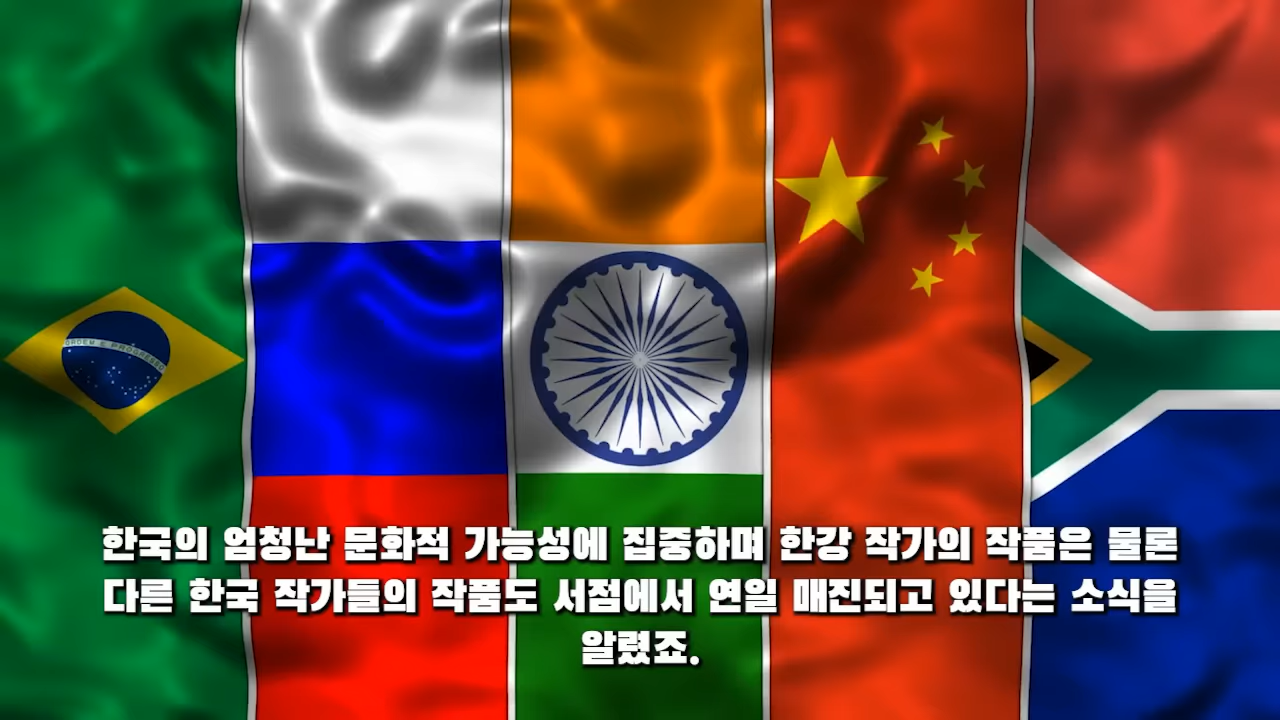 ORDEM E PROGRESSO
한국의 엄청난 문화적 가능성에 집중하며 한강 작가의 작품은 물론
다른 한국 작가들의 작품도 서점에서 연일 매진되고 있다는 소식을
알렸죠.